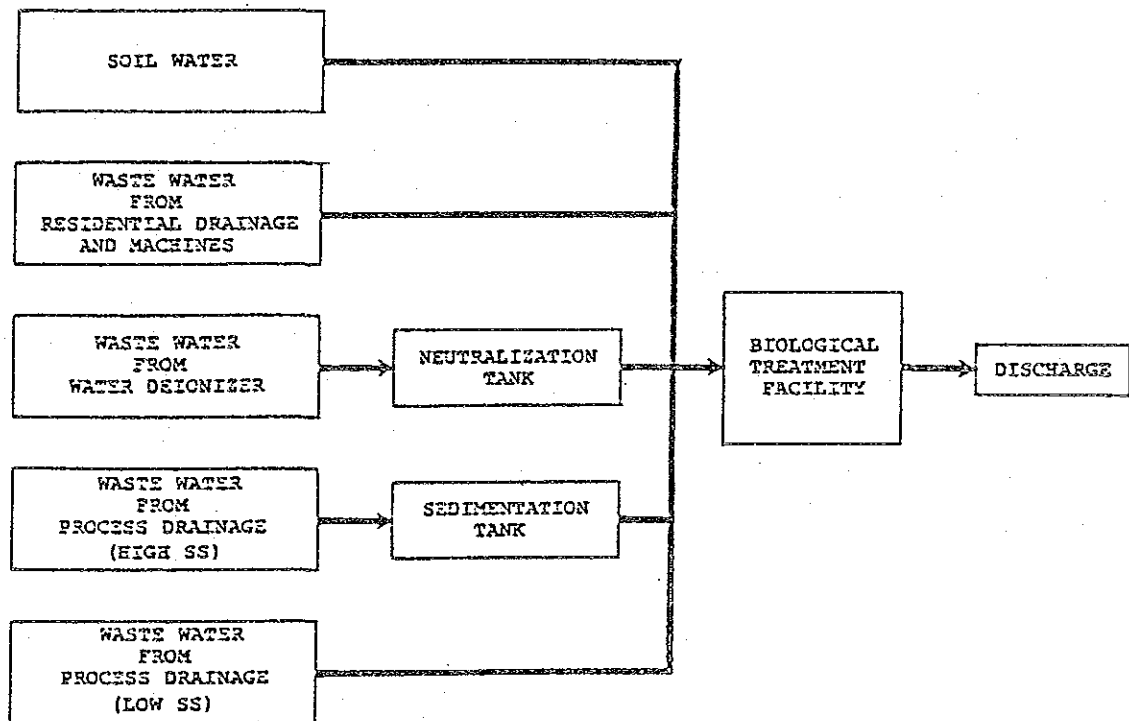 SOIL WATER
WASTE WATER
FROM
RESIDENTIAL DRAINAGE
AND MACHINES
WASTE WATER
FROM
WATER DEIONIZER
NEUTRALIZATION
TANK
BIOLOGICAL
TREATMENT
FACILITY
DISCHARGE
WASTE WATER
FROM
PROCESS DRAINAGE
(HIGH SS)
SEDIMENTATION
TANK
WASTE WATER
FROM
PROCESS DRAINAGE
(LOW SS)